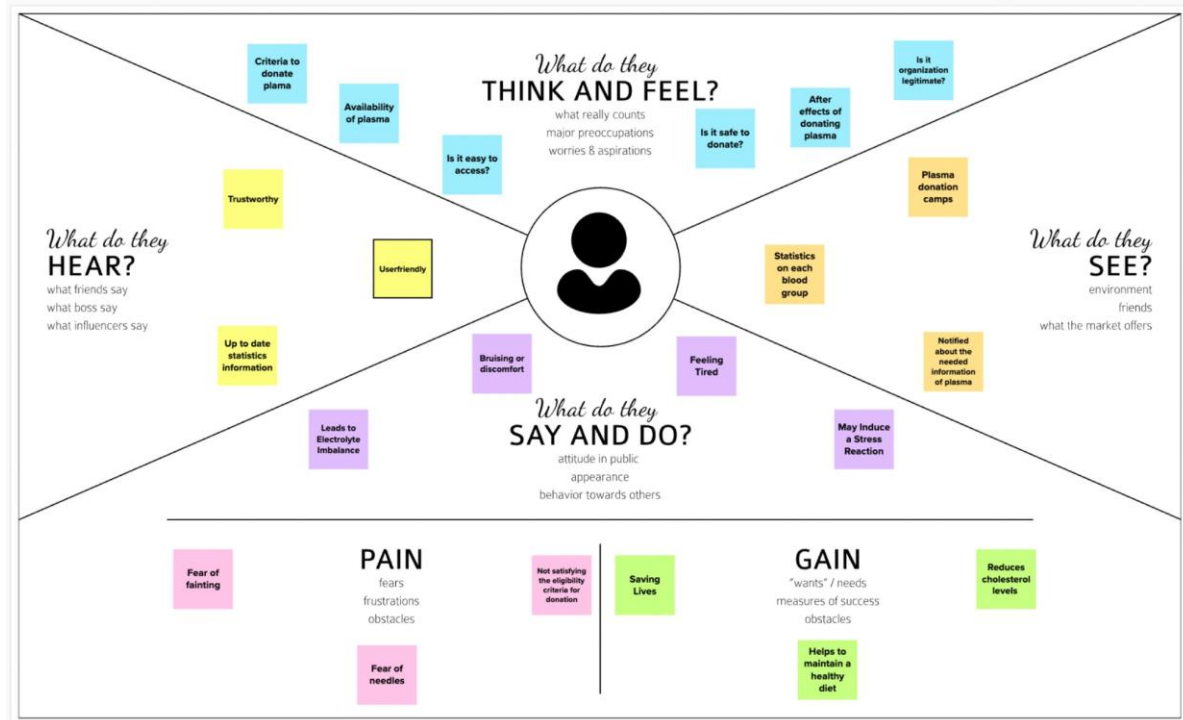 What do they
THINK AND FEEL?
what really counts
major preoccupations
worries & aspirations
Criteria to
donate
plama
Availability
of plasma
Is it easy to
access?
Is it safe to
donate?
After
effects of
donating
plasma
Is it
organization
legitimate?
What do they
HEAR?
what friends say
what boss say
what influencers say
Trustworthy
Userfriendly
Up to date
statistics
information
What do they
SEE?
environment
friends
what the market offers
Plasma
donation
camps
Statistics
on each
blood
group
Notified
about the
needed
information
of plasma
What do they
SAY AND DO?
attitude in public
appearance
behavior towards others
Bruising or
discomfort
Feeling
Tired
Leads to
Electrolyte
Imbalance
May Induce
a Stress
Reaction
PAIN
fears
frustrations
obstacles
Fear of
fainting
Not satisfying
the eligibility
criteria for
donation
Fear of
needles
GAIN
"wants" / needs
measures of success
obstacles
Saving
Lives
Reduces
cholesterol
levels
Helps to
maintain a
healthy
diet